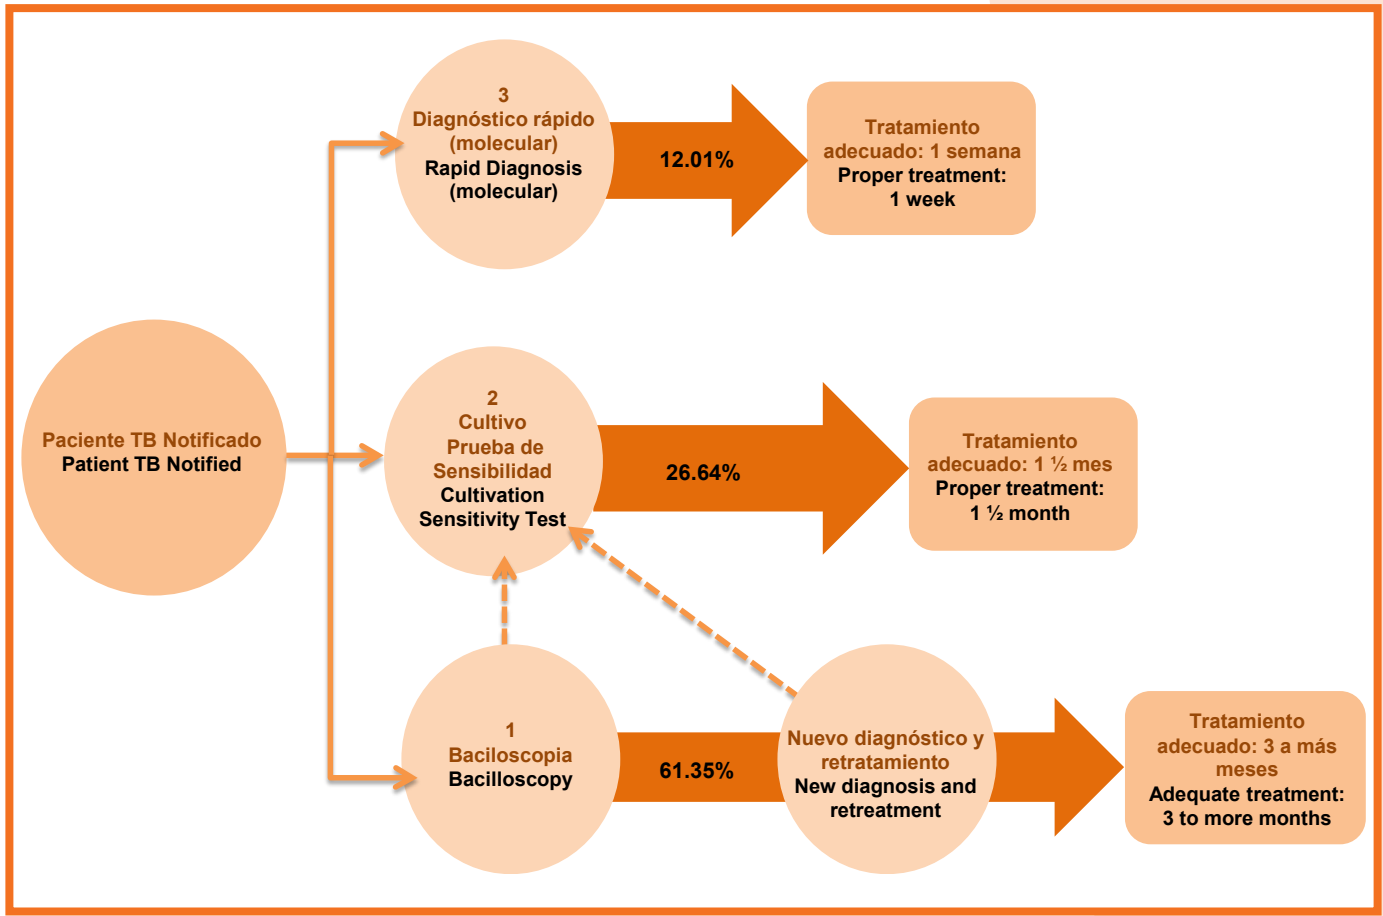 3
Diagnóstico rápido
(molecular)
Rapid Diagnosis
(molecular)
12.01%
Tratamiento
adecuado: 1 semana
Proper treatment:
1 week
Paciente TB Notificado
Patient TB Notified
2
Cultivo
Prueba de
Sensibilidad
Cultivation
Sensitivity Test
26.64%
Tratamiento
adecuado: 1 ½ mes
Proper treatment:
1 ½ month
1
Baciloscopia
Bacilloscopy
61.35%
Nuevo diagnóstico y
retratamiento
New diagnosis and
retreatment
Tratamiento
adecuado: 3 a más
meses
Adequate treatment:
3 to more months